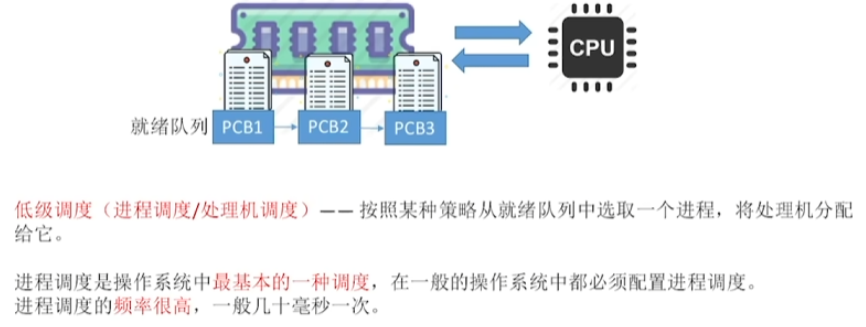 CPU
就绪队列 PCB1 PCB2 PCB3
低级调度（进程调度/处理机调度）—— 按照某种策略从就绪队列中选取一个进程，将处理机分配
给它。
进程调度是操作系统中最基本的一种调度，在一般的操作系统中都必须配置进程调度。
进程调度的频率很高，一般几十毫秒一次。